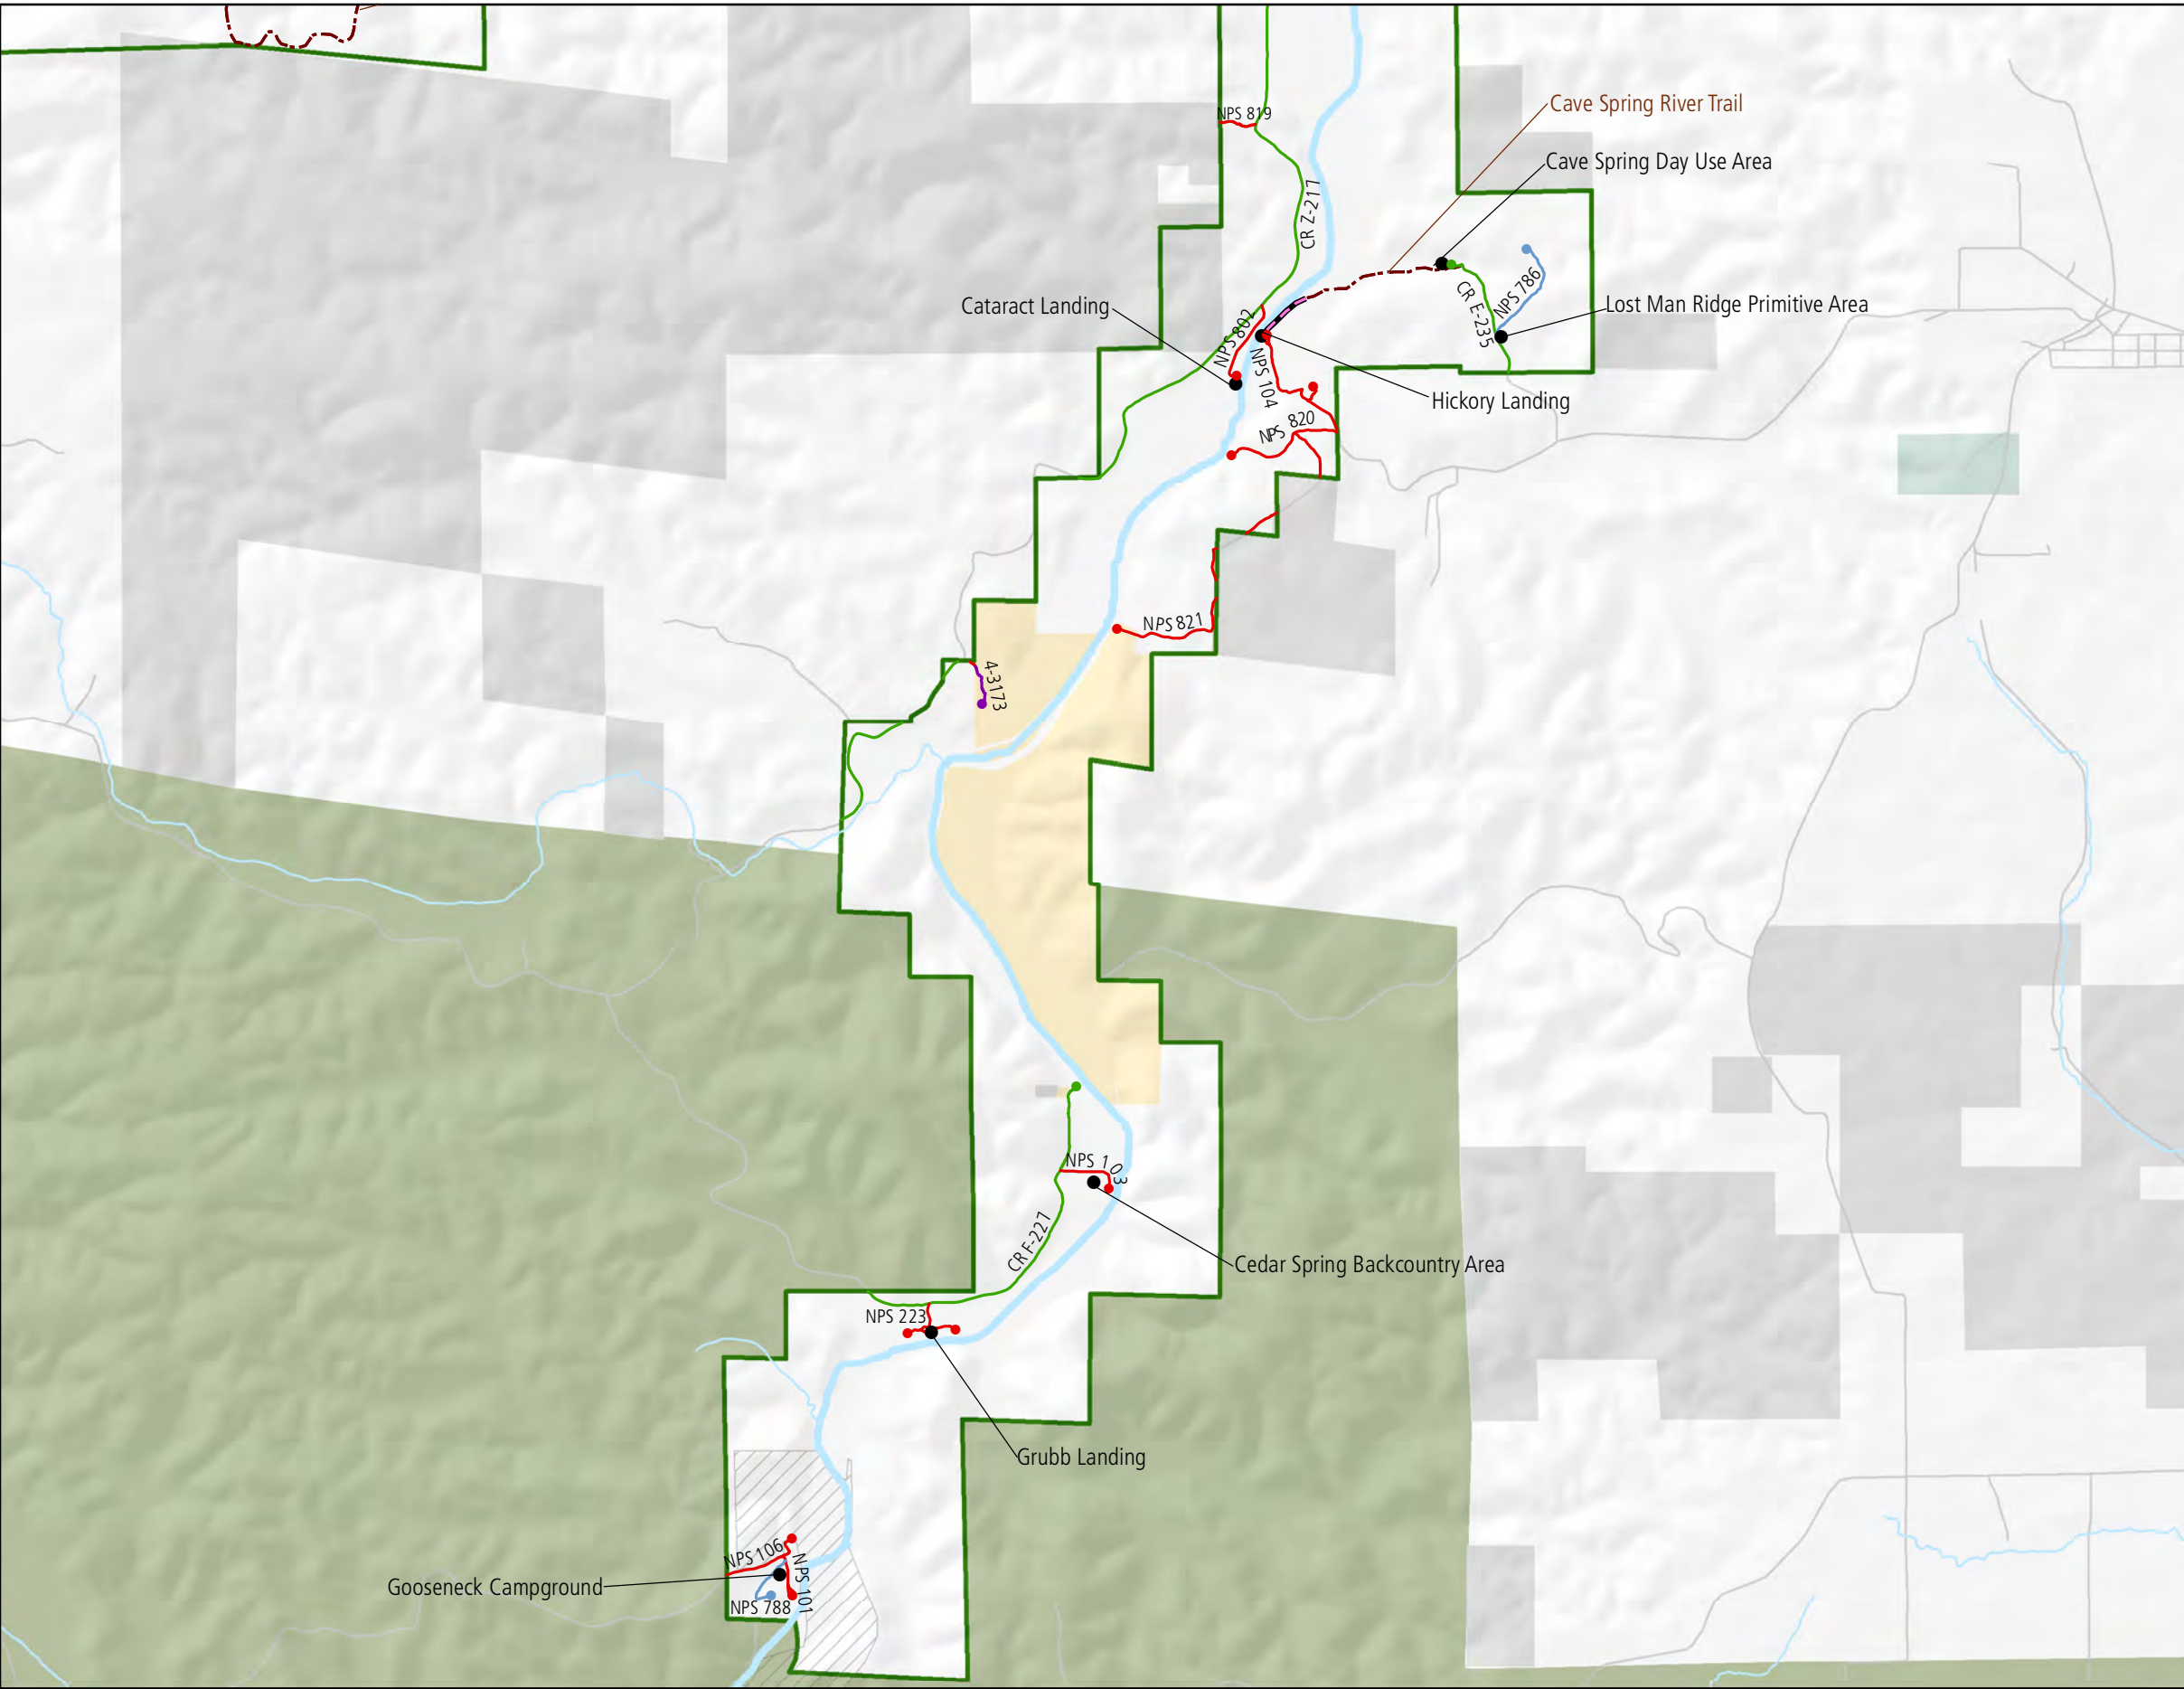 Cave Spring River Trail
NPS 819
Cave Spring Day Use Area
CR Z-217
NPS 786
CR E-235
Cataract Landing
Lost Man Ridge Primitive Area
NPS 802
NPS 104
Hickory Landing
NPS 820
NPS 821
4-3173
NPS 103
CR F-221
Cedar Spring Backcountry Area
NPS 223
Grubb Landing
NPS 106
NPS 101
Gooseneck Campground
NPS 788